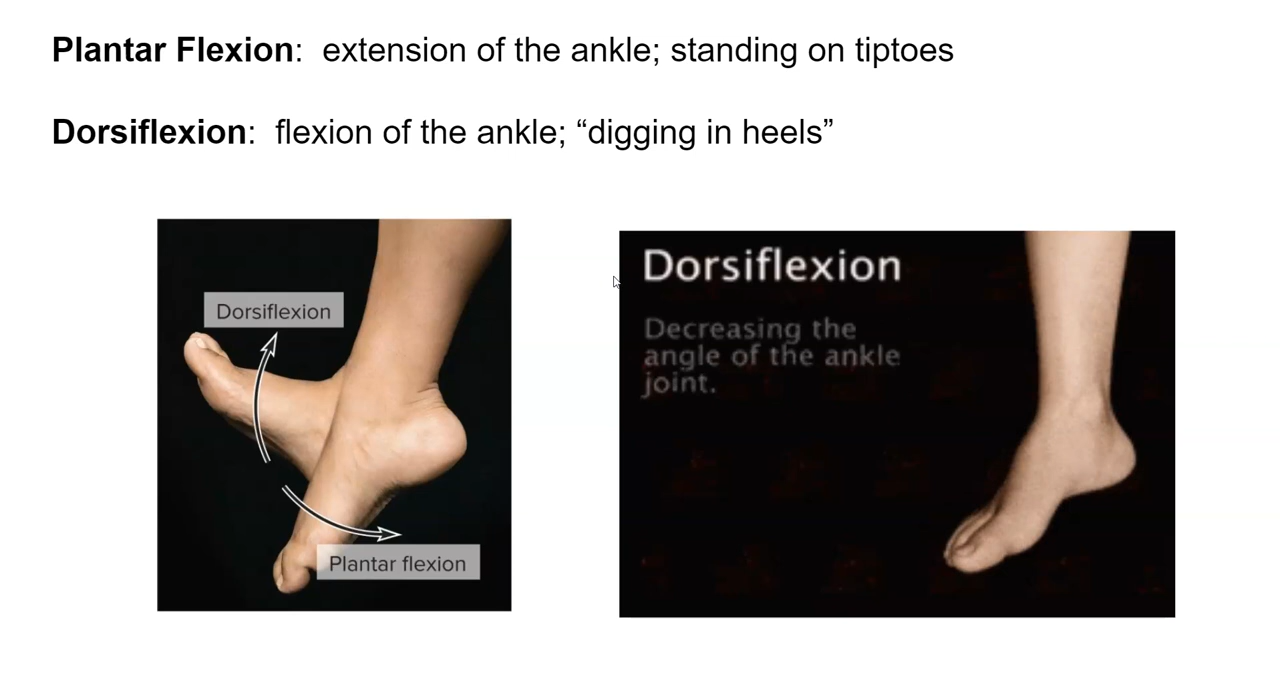 Plantar Flexion:  extension of the ankle; standing on tiptoes
Dorsiflexion:  flexion of the ankle; “digging in heels”
Dorsiflexion
Plantar flexion
Dorsiflexion
Decreasing the
angle of the ankle
joint.